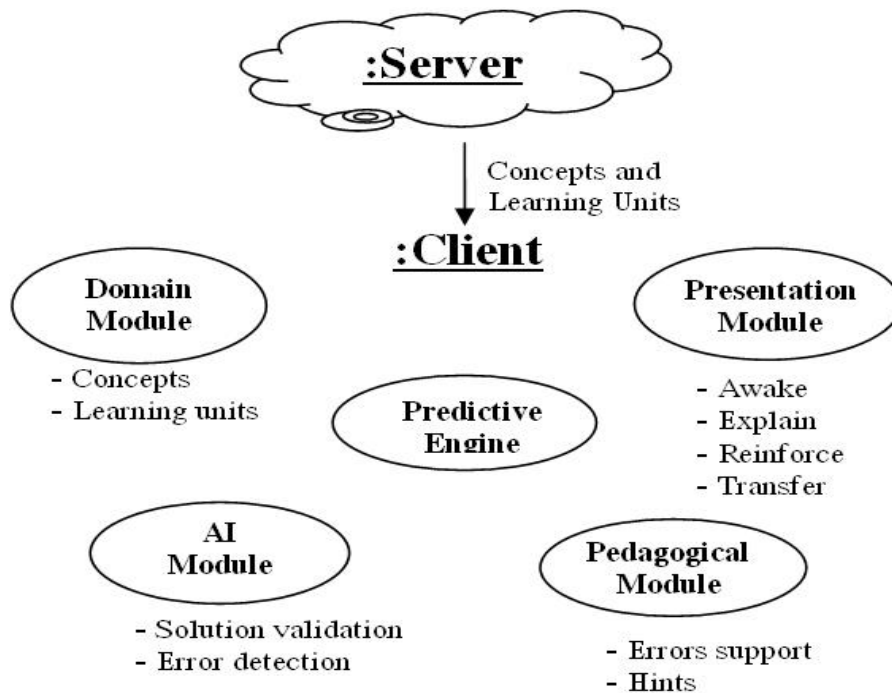 :Server
Concepts and
Learning Units
:Client
Domain
Module
- Concepts
- Learning units
Presentation
Module
- Awake
- Explain
- Reinforce
- Transfer
Predictive
Engine
AI
Module
- Solution validation
- Error detection
Pedagogical
Module
- Errors support
- Hints